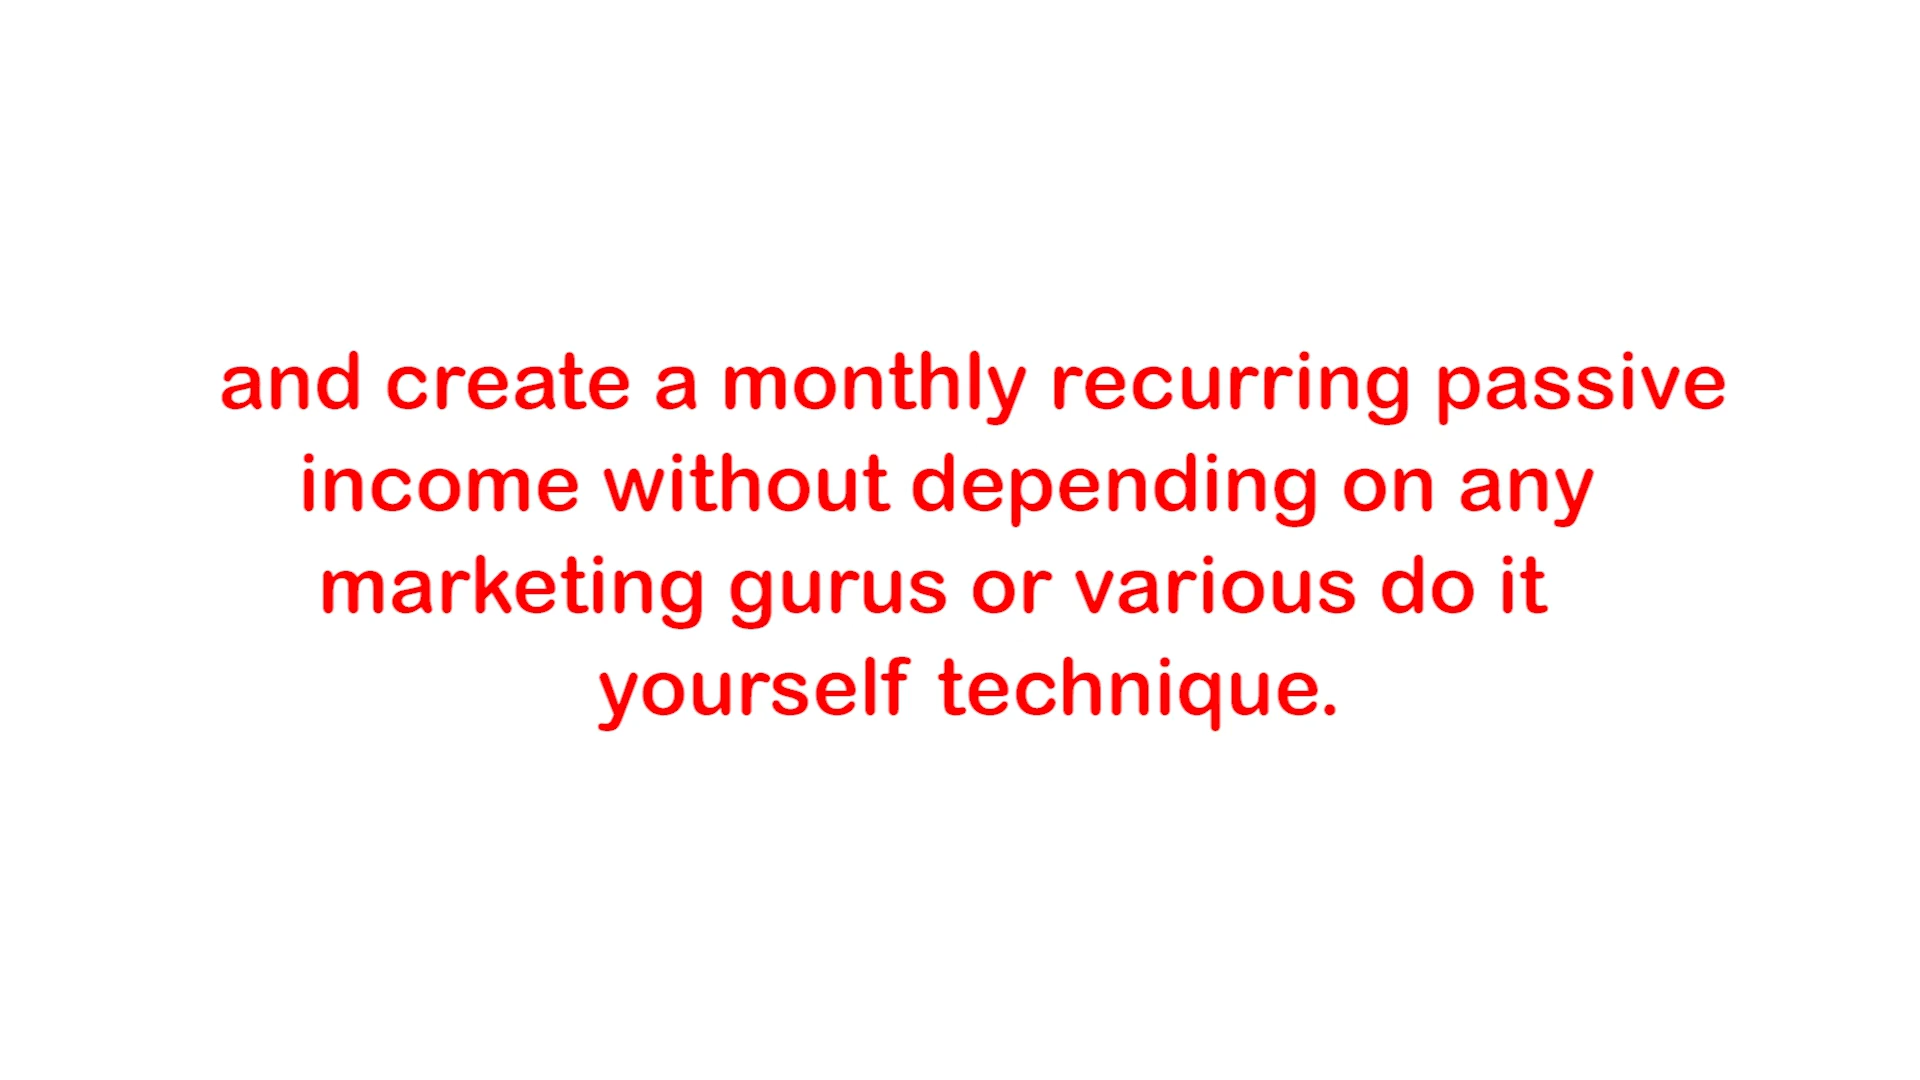 and create a monthly recurring passive
income without depending on any
marketing gurus or various do it
yourself technique.